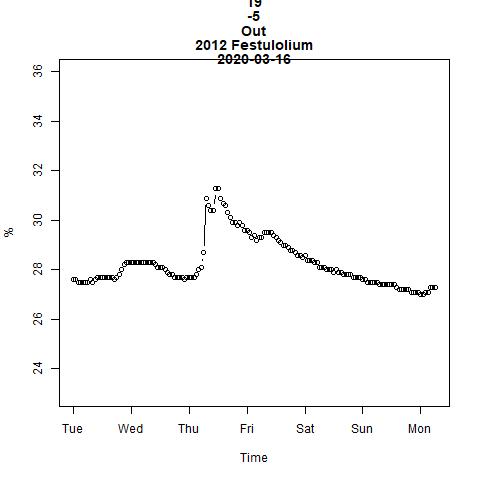 19
-5
Out
2012 Festulolium
2020-03-16
36
34
32
30
28
26
24
%
Tue Wed Thu Fri Sat Sun Mon
Time